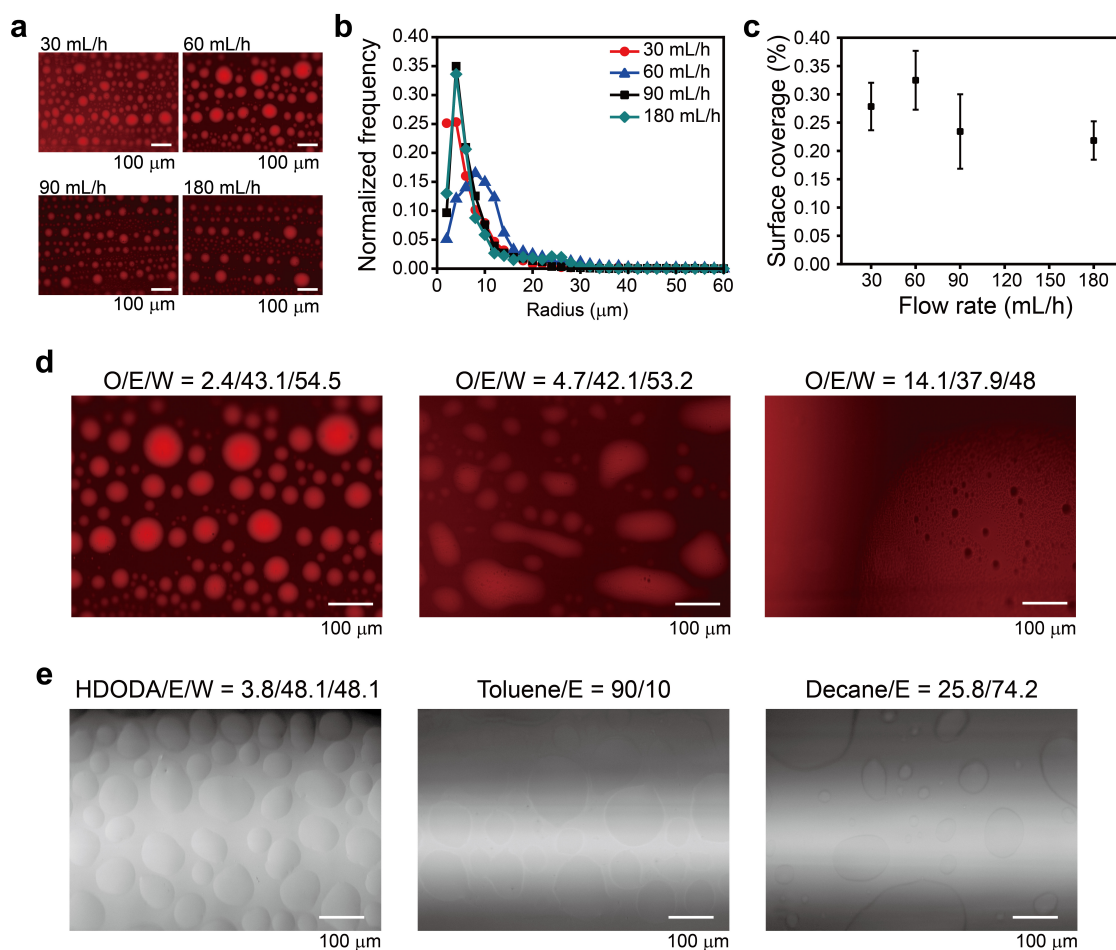 a
30 mL/h
60 mL/h
100 μm
100 μm
90 mL/h
180 mL/h
100 μm
100 μm
b
Normalized frequency
0.40
0.35
0.30
0.25
0.20
0.15
0.10
0.05
0.00
0 10 20 30 40 50 60
Radius (μm)
30 mL/h
60 mL/h
90 mL/h
180 mL/h
c
Surface coverage (%)
0.40
0.35
0.30
0.25
0.20
0.15
0.10
0.05
0.00
30 60 90 120 150 180
Flow rate (mL/h)
d
O/E/W = 2.4/43.1/54.5
O/E/W = 4.7/42.1/53.2
O/E/W = 14.1/37.9/48
100 μm
100 μm
100 μm
e
HDODA/E/W = 3.8/48.1/48.1
Toluene/E = 90/10
Decane/E = 25.8/74.2
100 μm
100 μm
100 μm